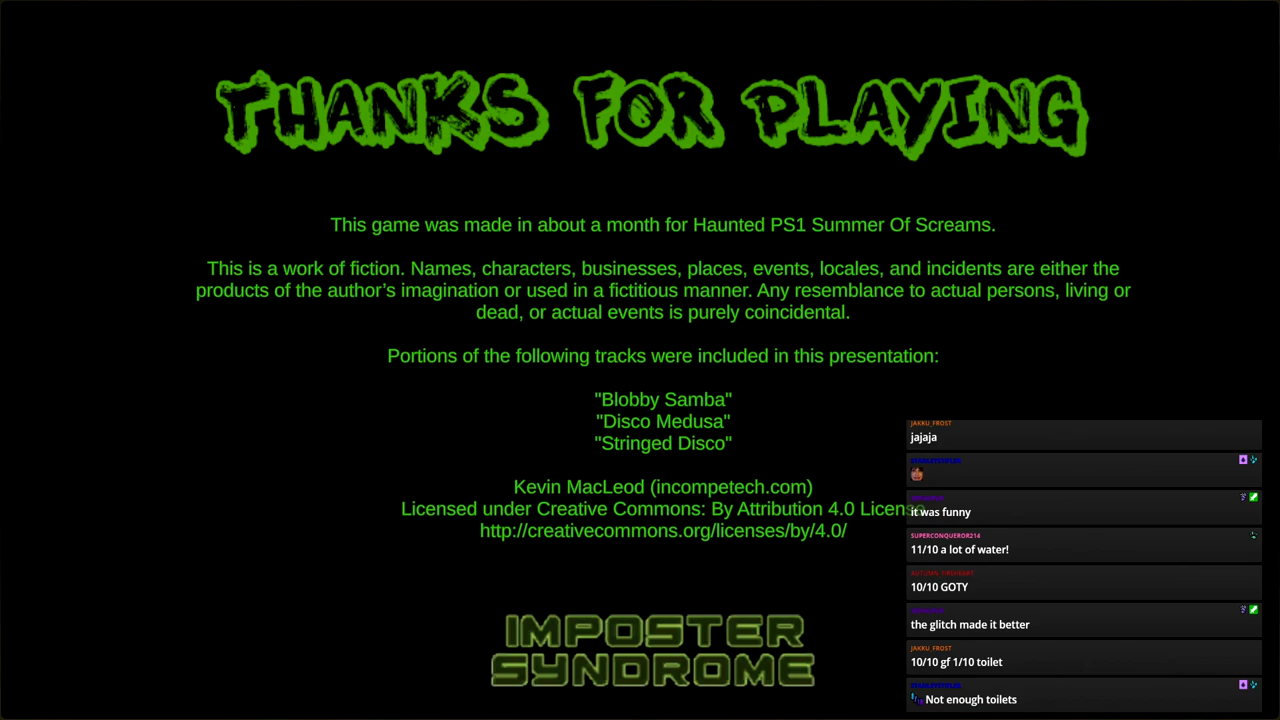 THANKS FOR PLAYING
This game was made in about a month for Haunted PS1 Summer Of Screams.
This is a work of fiction. Names, characters, businesses, places, events, locales, and incidents are either the
products of the author’s imagination or used in a fictitious manner. Any resemblance to actual persons, living or
dead, or actual events is purely coincidental.
Portions of the following tracks were included in this presentation:
"Blobby Samba"
"Disco Medusa"
"Stringed Disco"
Kevin MacLeod (incompetech.com)
Licensed under Creative Commons: By Attribution 4.0 License
http://creativecommons.org/licenses/by/4.0/
IMPOSTER
SYNDROME
JAKKU_FROST
jajaja
it was funny
SUPERCONQUEROR214
11/10 a lot of water!
10/10 GOTY
the glitch made it better
JAKKU_FROST
10/10 gf 1/10 toilet
Not enough toilets